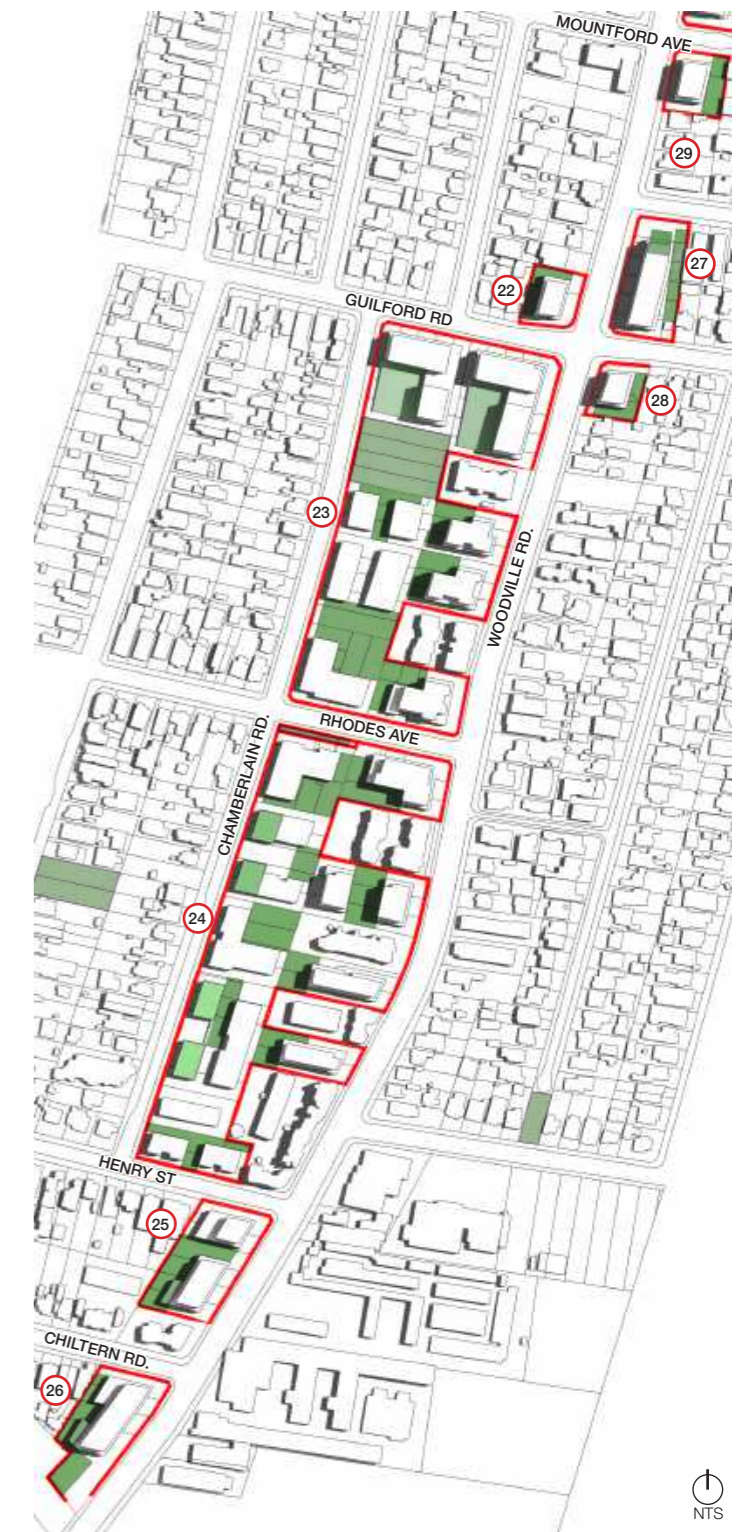 MOUNTFORD AVE
29
27
22
GUILFORD RD
28
23
WOODVILLE RD.
RHODES AVE
CHAMBERLAIN RD.
24
HENRY ST
25
CHILTERN RD.
26
NTS